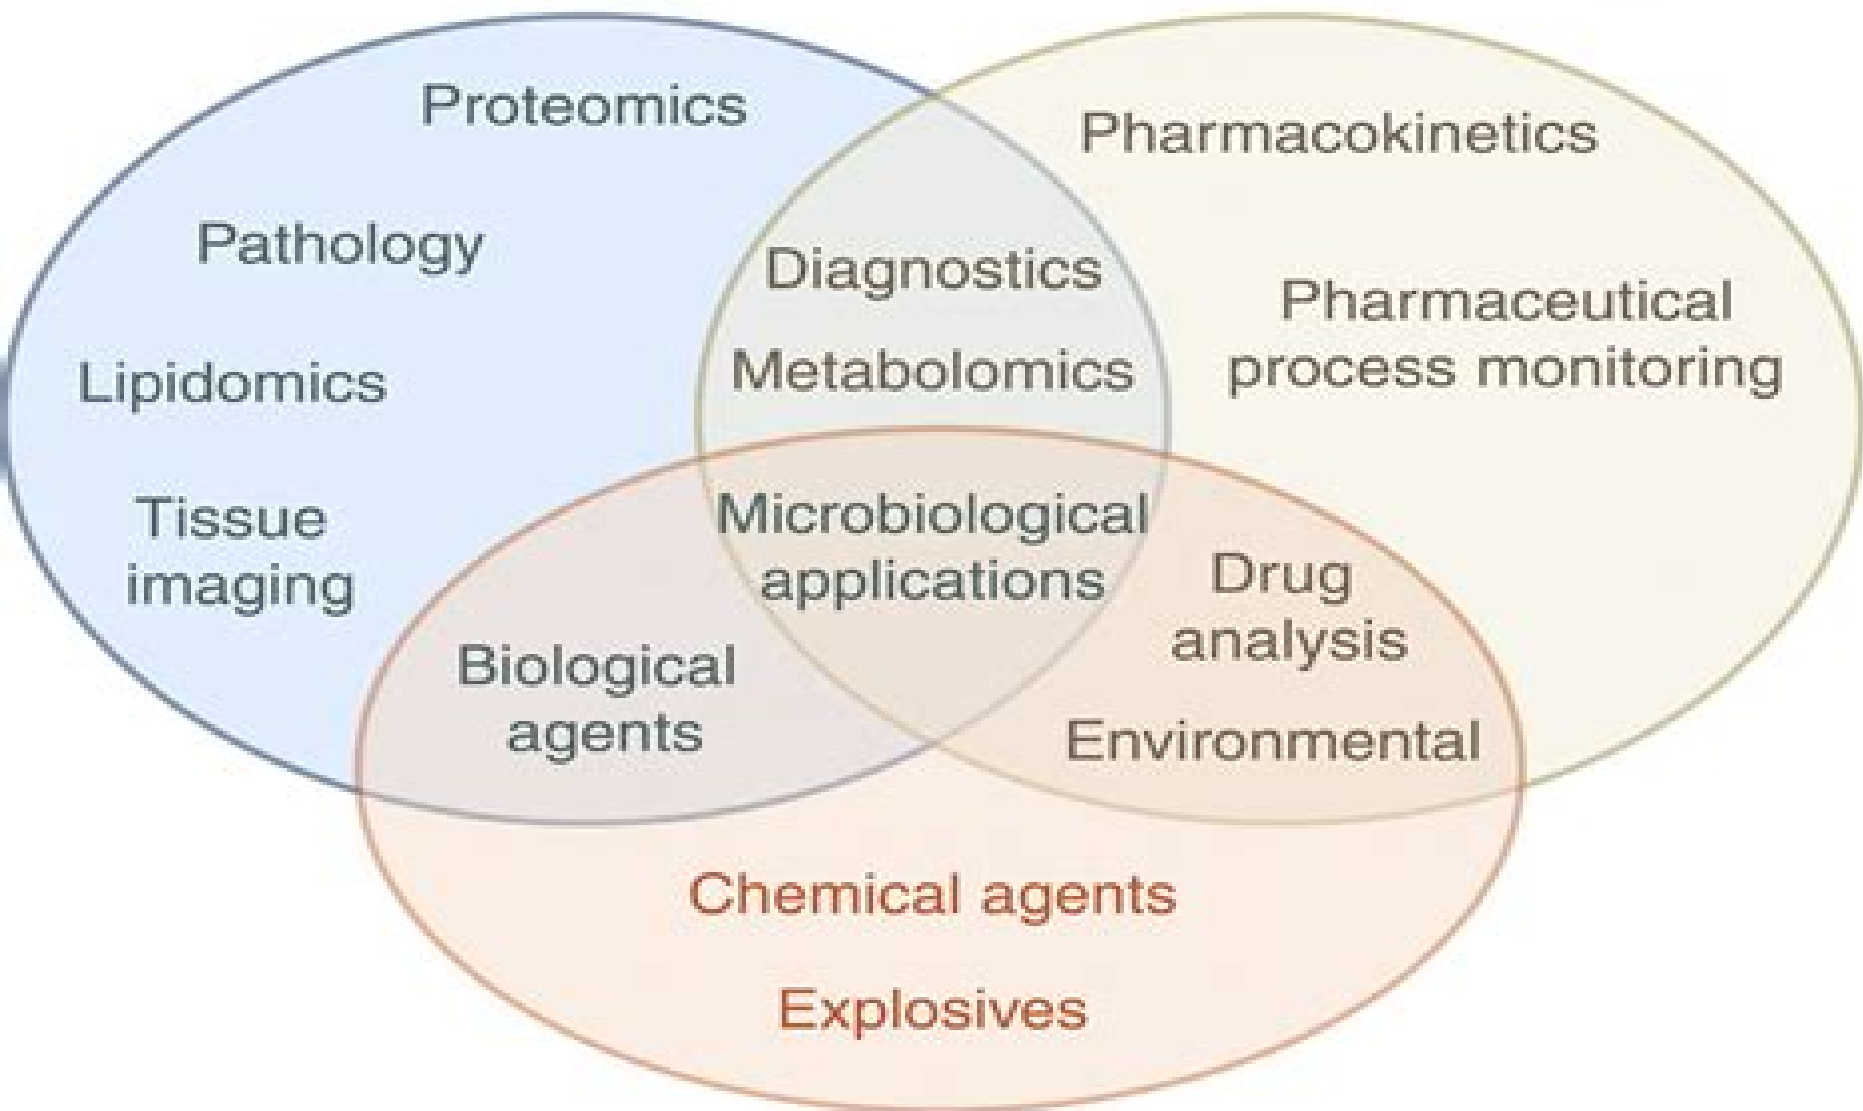 Proteomics
Pharmacokinetics
Pathology
Diagnostics
Pharmaceutical
process monitoring
Metabolomics
Lipidomics
Tissue
imaging
Microbiological
applications
Drug
analysis
Biological
agents
Environmental
Chemical agents
Explosives